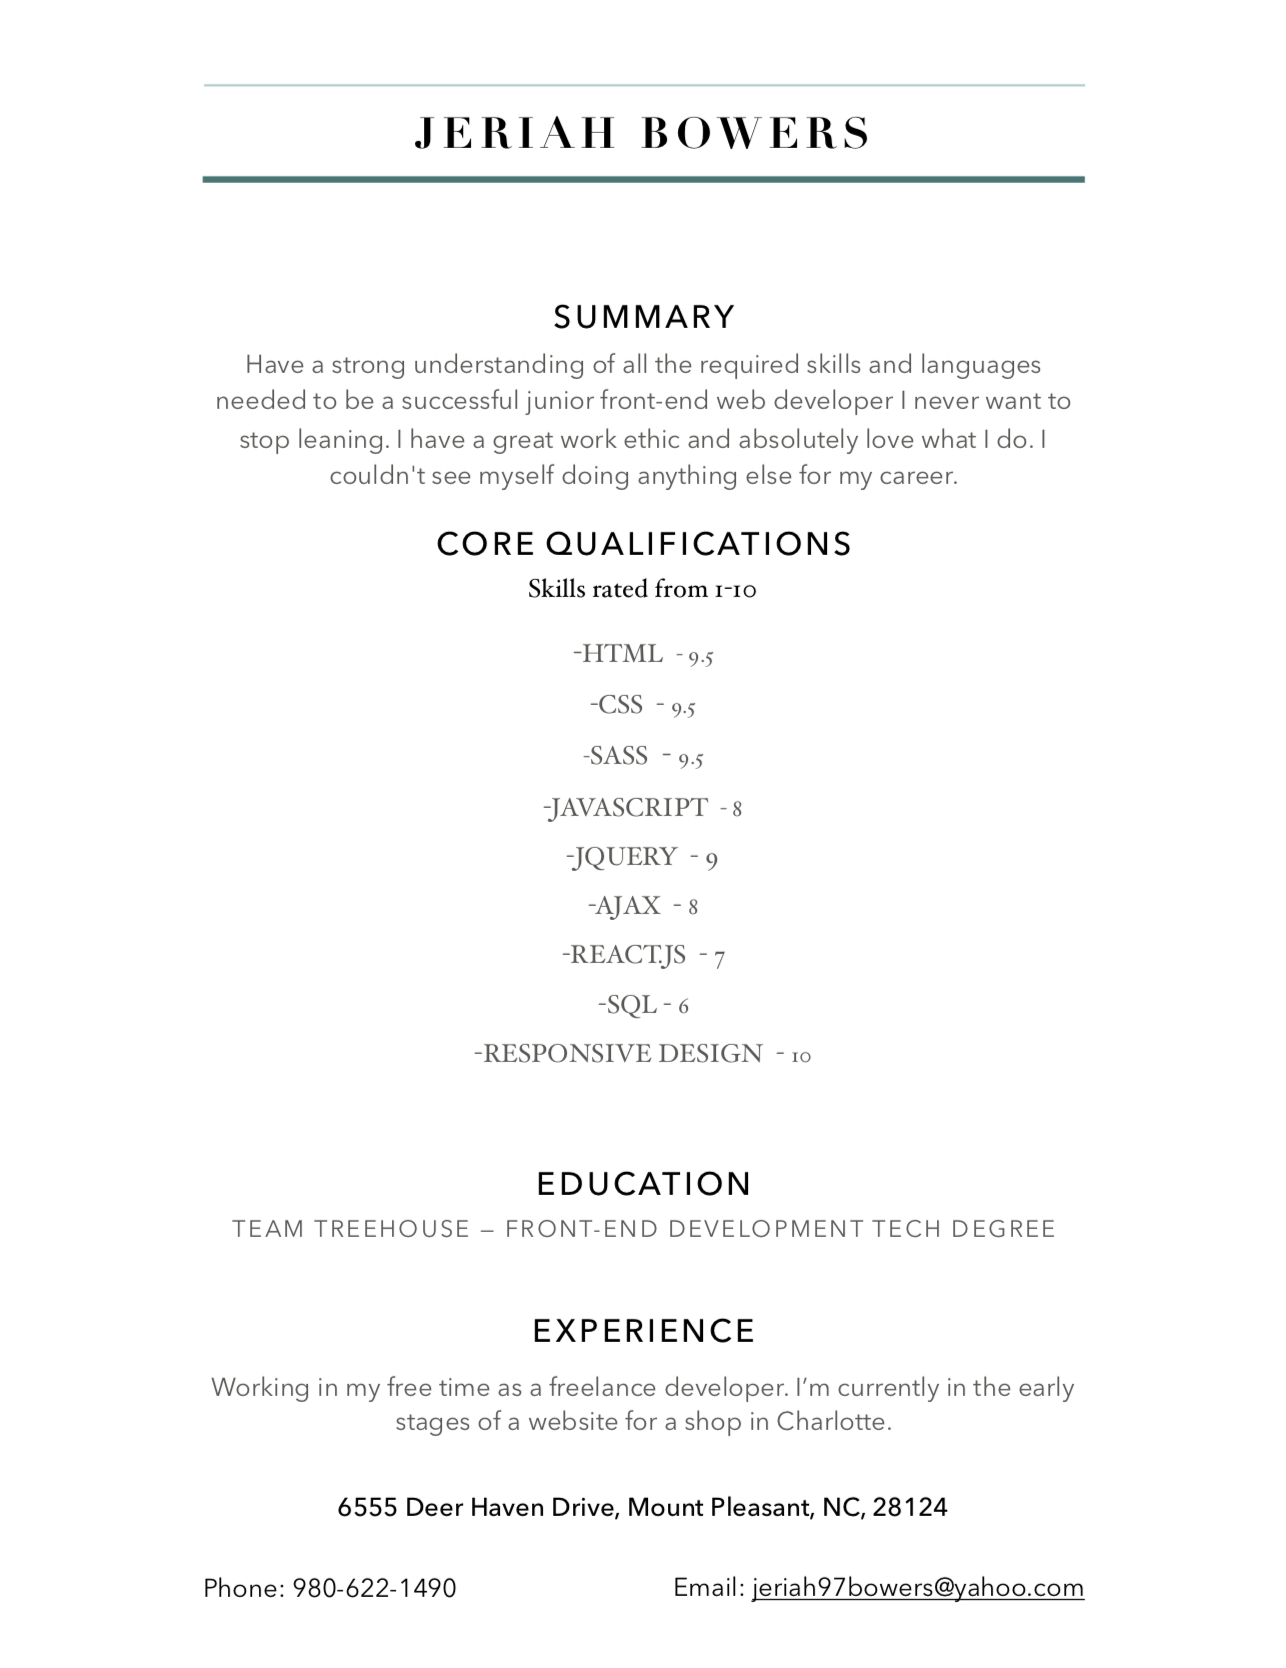 JERIAH BOWERS
SUMMARY
Have a strong understanding of all the required skills and languages
needed to be a successful junior front-end web developer I never want to
stop leaning. I have a great work ethic and absolutely love what I do. I
couldn't see myself doing anything else for my career.
CORE QUALIFICATIONS
Skills rated from 1-10
-HTML - 9.5
-CSS - 9.5
-SASS - 9.5
-JAVASCRIPT - 8
-JQUERY - 9
-AJAX - 8
-REACT.JS - 7
-SQL - 6
-RESPONSIVE DESIGN - 10
EDUCATION
TEAM TREEHOUSE – FRONT-END DEVELOPMENT TECH DEGREE
EXPERIENCE
Working in my free time as a freelance developer. I’m currently in the early
stages of a website for a shop in Charlotte.
6555 Deer Haven Drive, Mount Pleasant, NC, 28124
Phone: 980-622-1490 Email: jeriah97bowers@yahoo.com